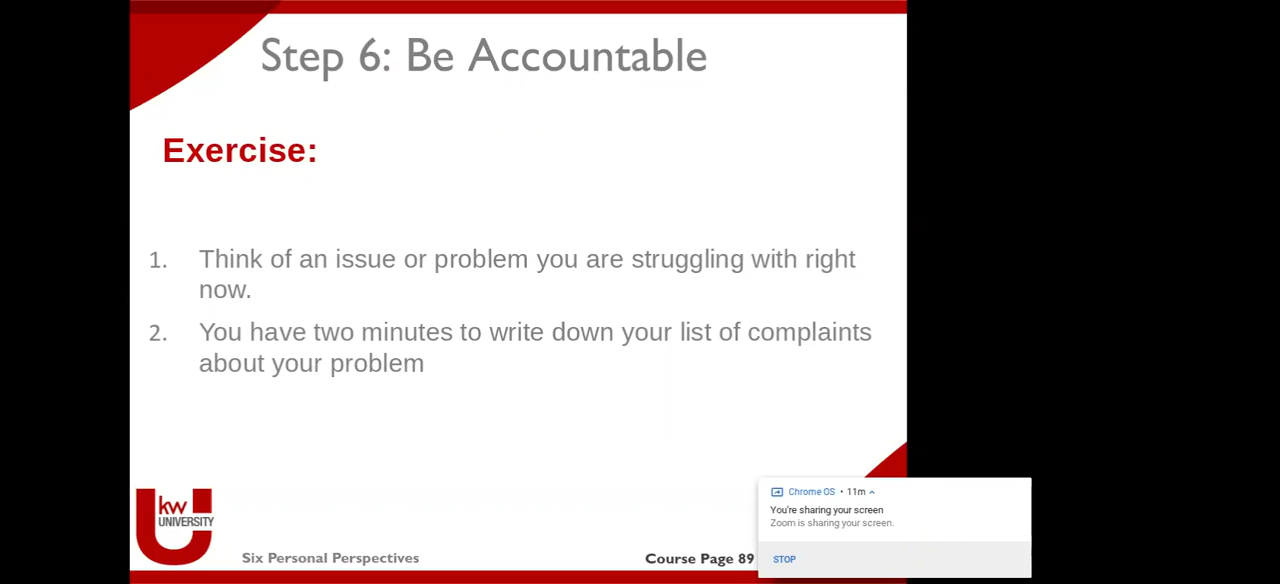 Step 6: Be Accountable
Exercise:
1. Think of an issue or problem you are struggling with right
now.
2. You have two minutes to write down your list of complaints
about your problem
kw
UNIVERSITY
Six Personal Perspectives
Course Page 89
Chrome OS • 11m
You're sharing your screen
Zoom is sharing your screen.
STOP